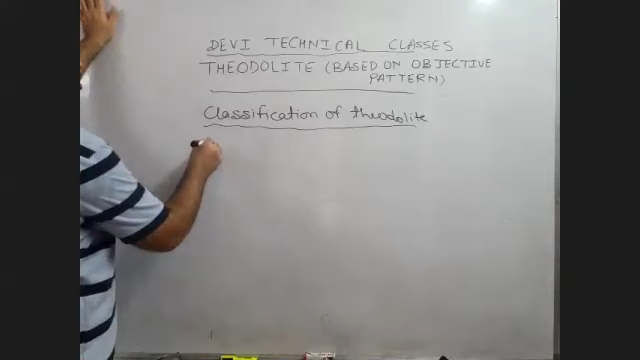 DEVI TECHNICAL CLASSES
THEODOLITE (BASED ON OBJECTIVE
PATTERN)
Classification of theodolite